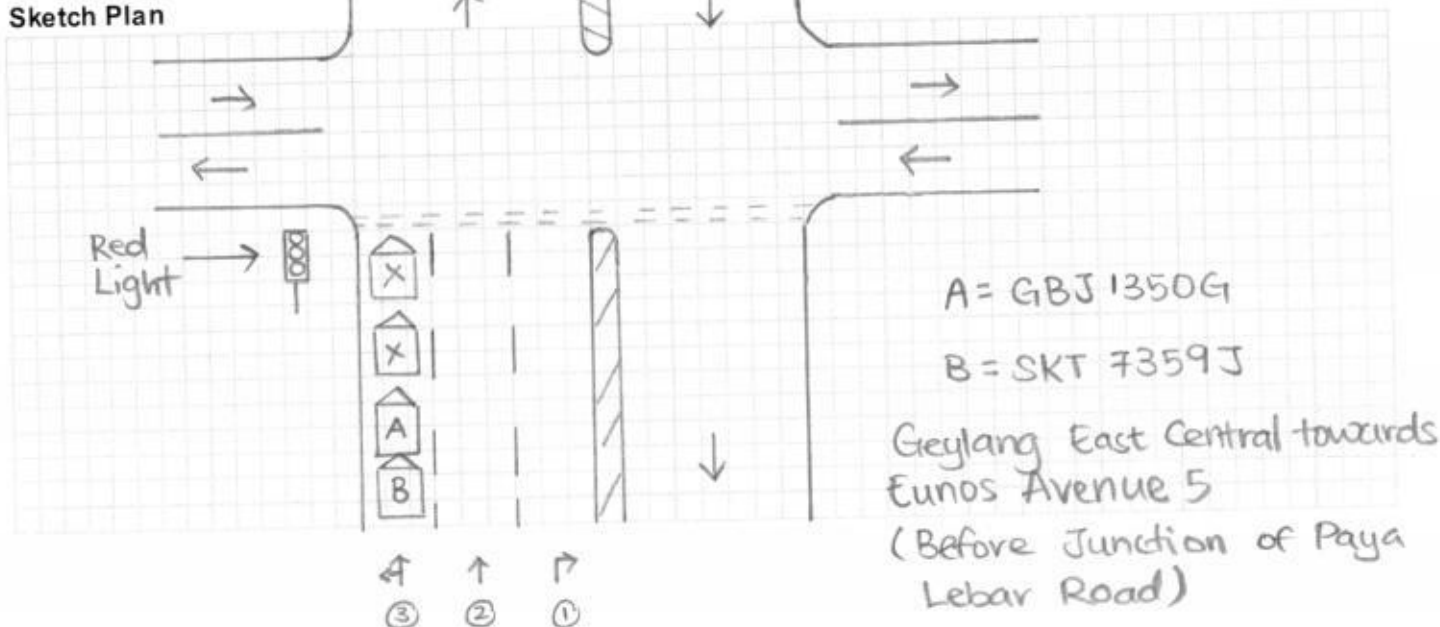 Sketch Plan
Red
Light
X
X
A
B
③ ② ①
A = GBJ 1350G
B = SKT 7359J
Geylang East Central towards
Eunos Avenue 5
(Before Junction of Paya
Lebar Road)